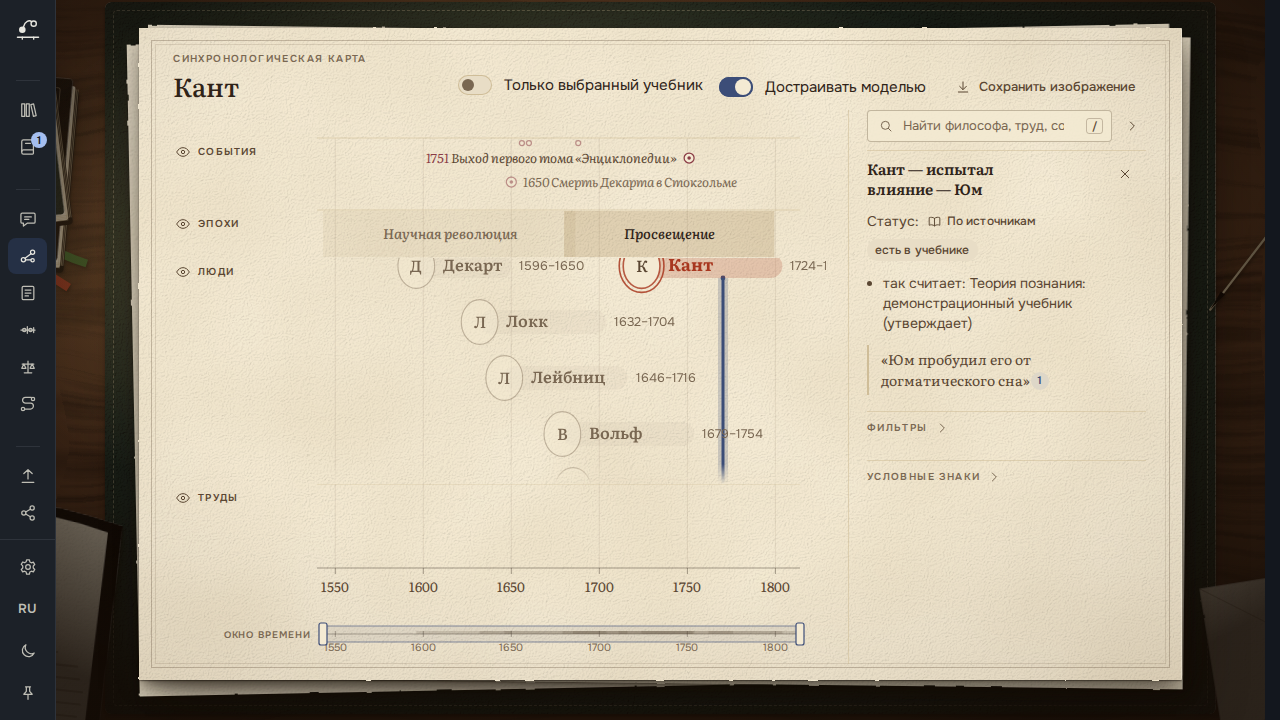 СИНХРОНОЛОГИЧЕСКАЯ КАРТА
Кант
Только выбранный учебник
Достраивать моделью
Сохранить изображение
1
Найти философа, труд, со
/
СОБЫТИЯ
1751 Выход первого тома «Энциклопедии»
1650 Смерть Декарта в Стокгольме
ЭПОХИ
Научная революция
Просвещение
ЛЮДИ
Д Декарт 1596–1650
К Кант 1724–1
Л Локк 1632–1704
Л Лейбниц 1646–1716
В Вольф 1679–1754
ТРУДЫ
1550 1600 1650 1700 1750 1800
ОКНО ВРЕМЕНИ
1550 1600 1650 1700 1750 1800
Кант — испытал
влияние — Юм
Статус: По источникам
есть в учебнике
• так считает: Теория познания:
демонстрационный учебник
(утверждает)
«Юм пробудил его от
догматического сна» 1
ФИЛЬТРЫ
УСЛОВНЫЕ ЗНАКИ
RU